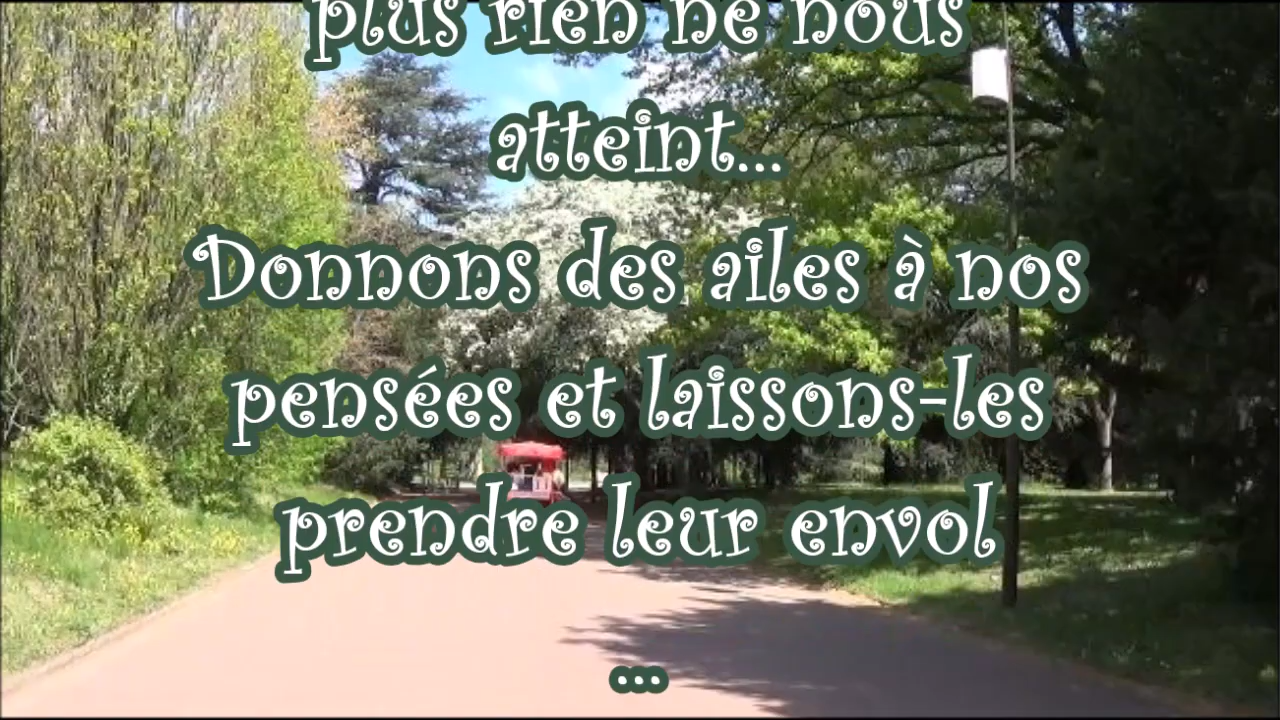 plus rien ne nous
atteint...
Donnons des ailes à nos
pensées et laissons-les
prendre leur envol
...